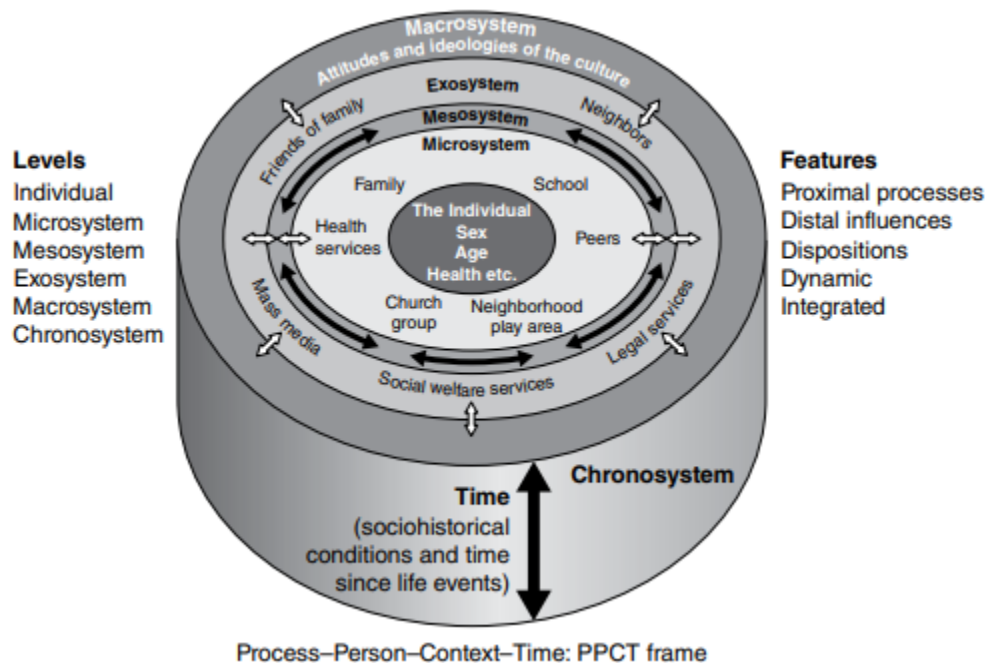 Macrosystem
Attitudes and ideologies of the culture
Exosystem
Friends of family
Neighbors
Mesosystem
Microsystem
Levels
Individual
Microsystem
Mesosystem
Exosystem
Macrosystem
Chronosystem
Family
School
The Individual
Sex
Age
Health etc.
Health
services
Peers
Church
group
Neighborhood
play area
Mass media
Legal services
Social welfare services
Features
Proximal processes
Distal influences
Dispositions
Dynamic
Integrated
Chronosystem
Time
(sociohistorical
conditions and time
since life events)
Process–Person–Context–Time: PPCT frame